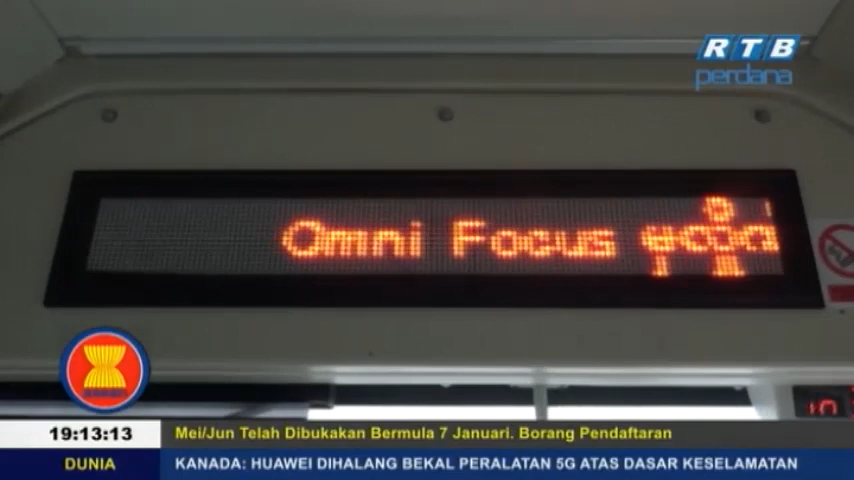 RTB
perdana
Omni Focus
19:13:13
Mei/Jun Telah Dibukakan Bermula 7 Januari. Borang Pendaftaran
DUNIA
KANADA: HUAWEI DIHALANG BEKAL PERALATAN 5G ATAS DASAR KESELAMATAN